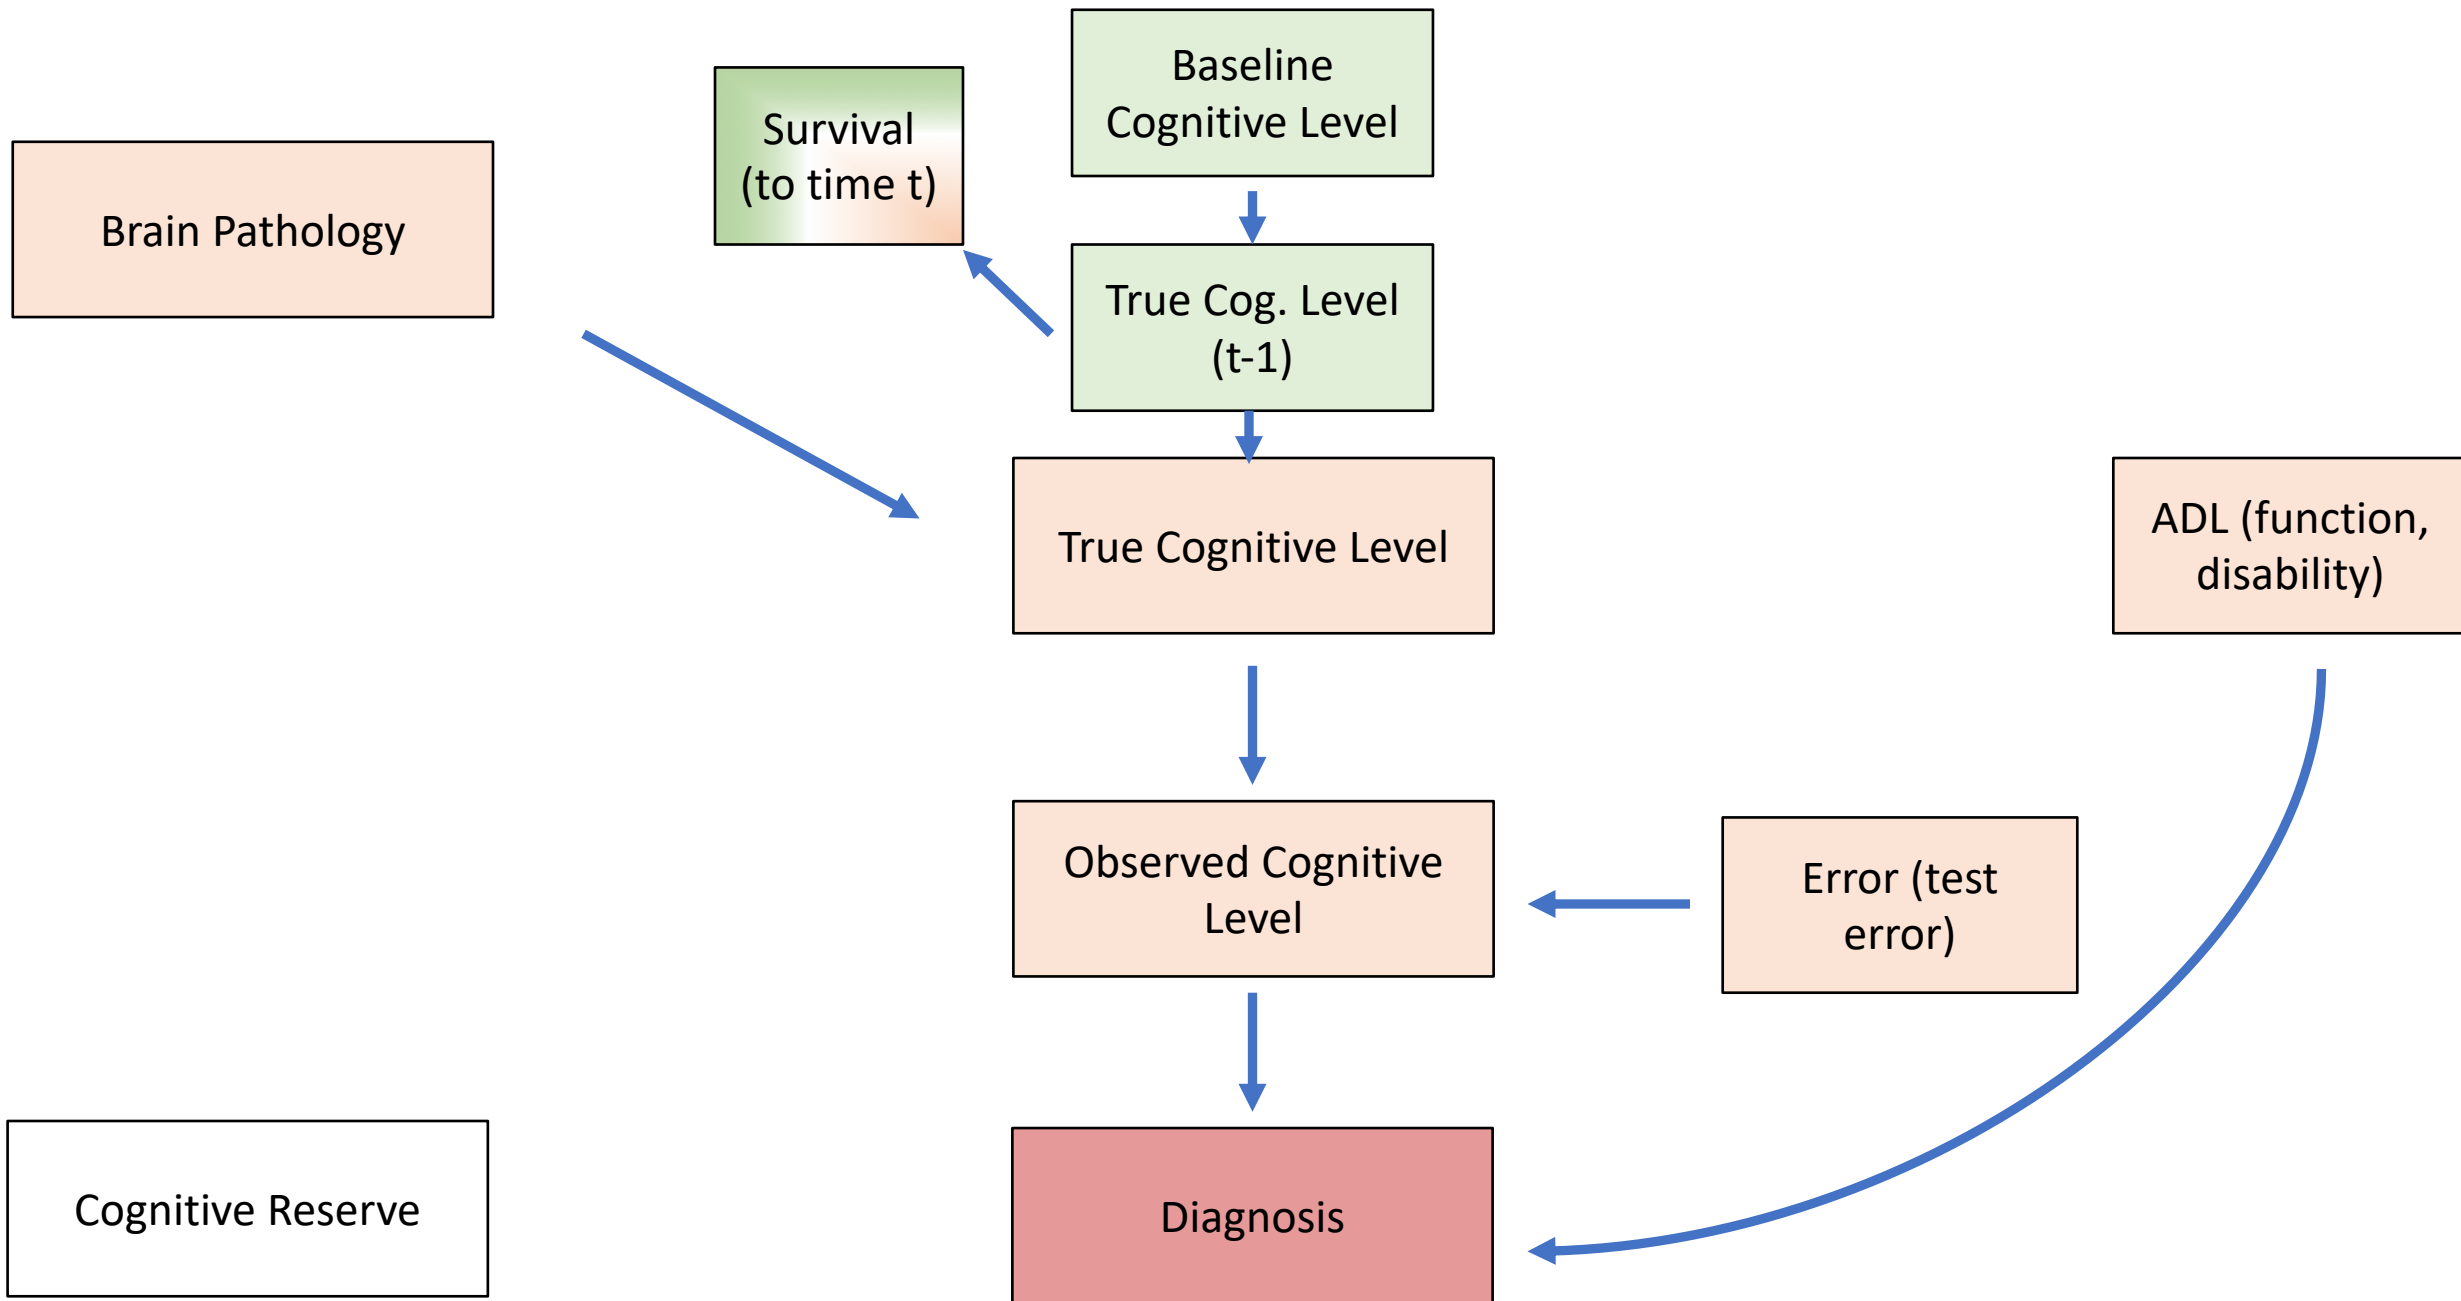 Baseline
Cognitive Level
Survival
(to time t)
Brain Pathology
True Cog. Level
(t-1)
True Cognitive Level
ADL (function,
disability)
Observed Cognitive
Level
Error (test
error)
Cognitive Reserve
Diagnosis